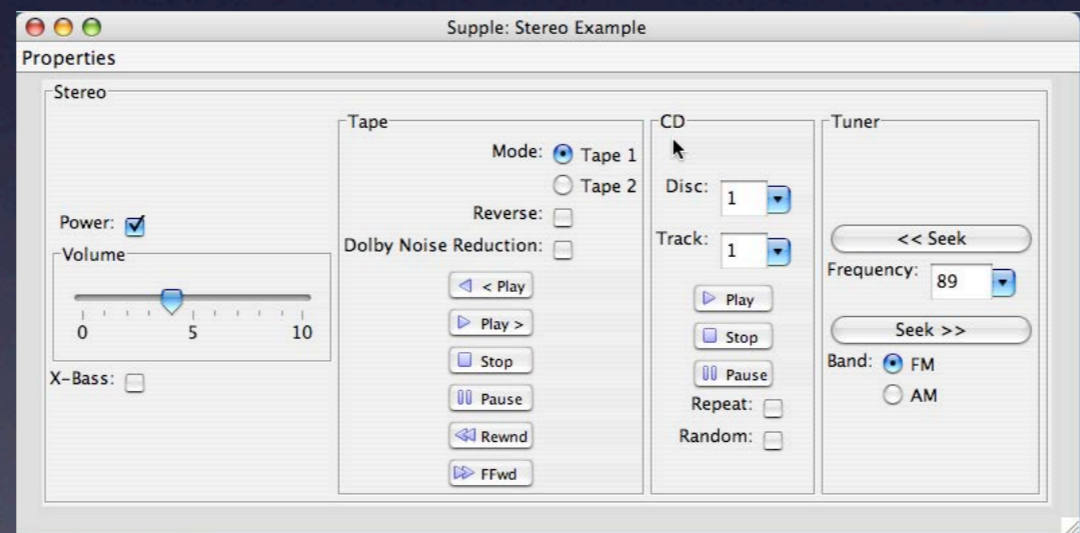 Supple: Stereo Example
Properties
Stereo
Power:
Volume
0 5 10
X-Bass:
Tape
Mode: Tape 1
Tape 2
Reverse:
Dolby Noise Reduction:
< Play
Play >
Stop
Pause
Rewnd
FFwd
CD
Disc: 1
Track: 1
Play
Stop
Pause
Repeat:
Random:
Tuner
<< Seek
Frequency: 89
Seek >>
Band: FM
AM